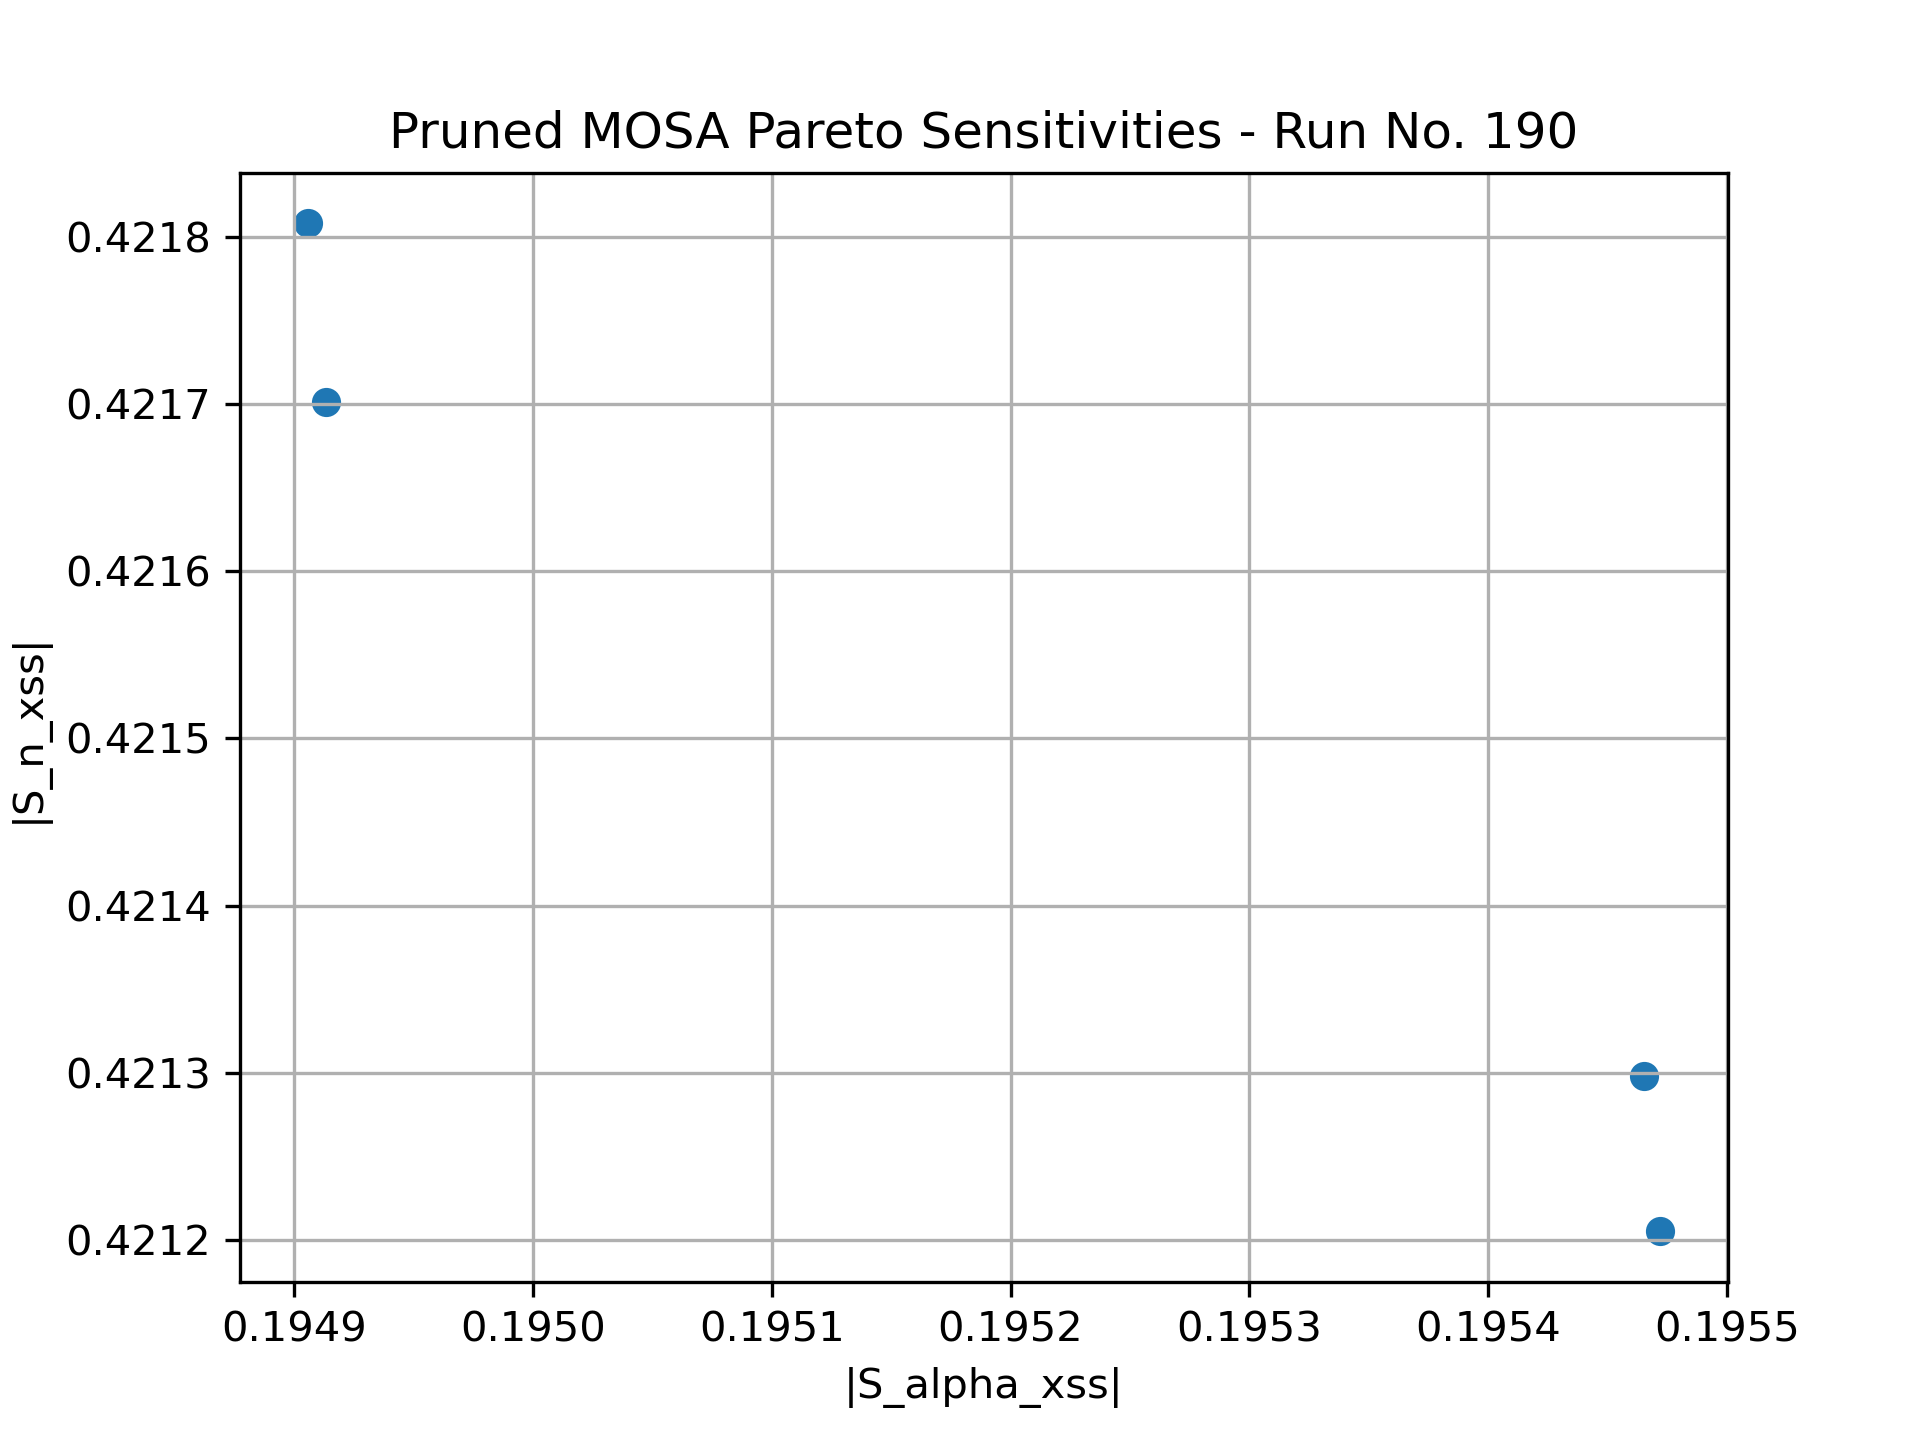 Pruned MOSA Pareto Sensitivities - Run No. 190
|S_n_xss|
0.4218
0.4217
0.4216
0.4215
0.4214
0.4213
0.4212
0.1949 0.1950 0.1951 0.1952 0.1953 0.1954 0.1955
|S_alpha_xss|